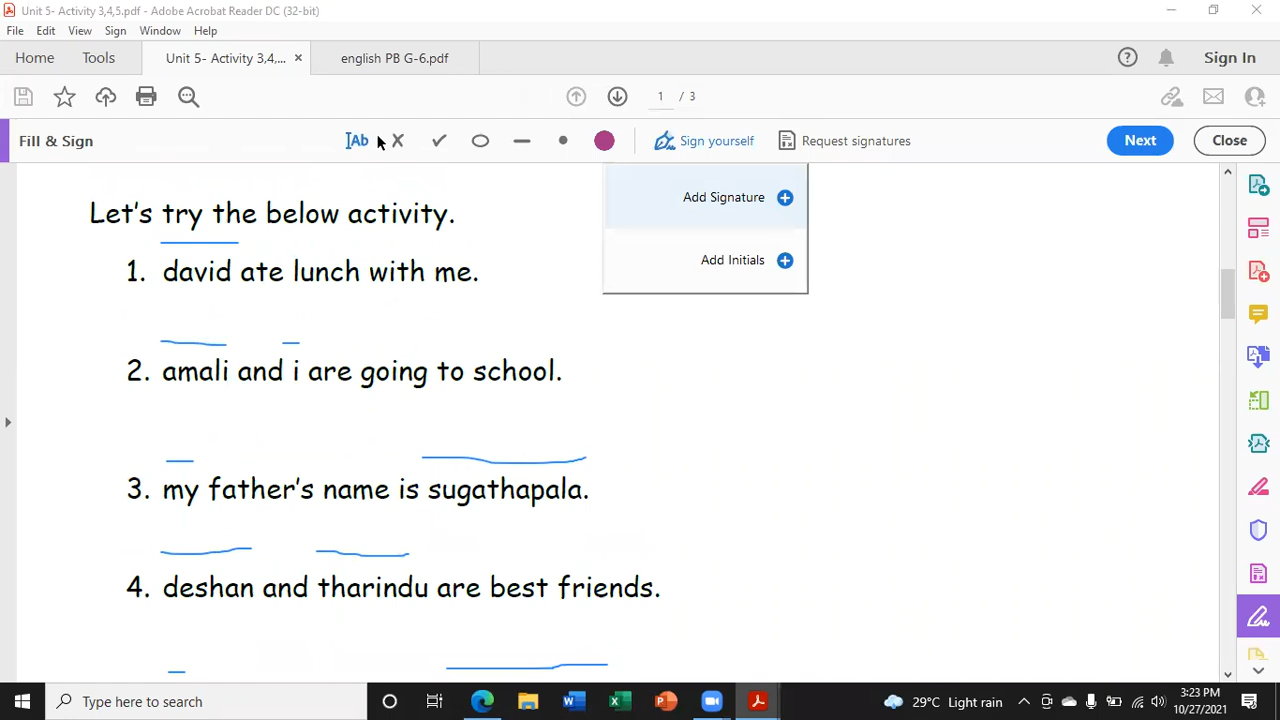 Unit 5- Activity 3,4,5.pdf - Adobe Acrobat Reader DC (32-bit)
File Edit View Sign Window Help
Home Tools Unit 5- Activity 3,4,... × english PB G-6.pdf Sign In
1 / 3
Fill & Sign Ab Sign yourself Request signatures Next Close
Add Signature
Add Initials
Let's try the below activity.
1. david ate lunch with me.
2. amali and i are going to school.
3. my father's name is sugathapala.
4. deshan and tharindu are best friends.
Type here to search 29°C Light rain 3:23 PM
10/27/2021